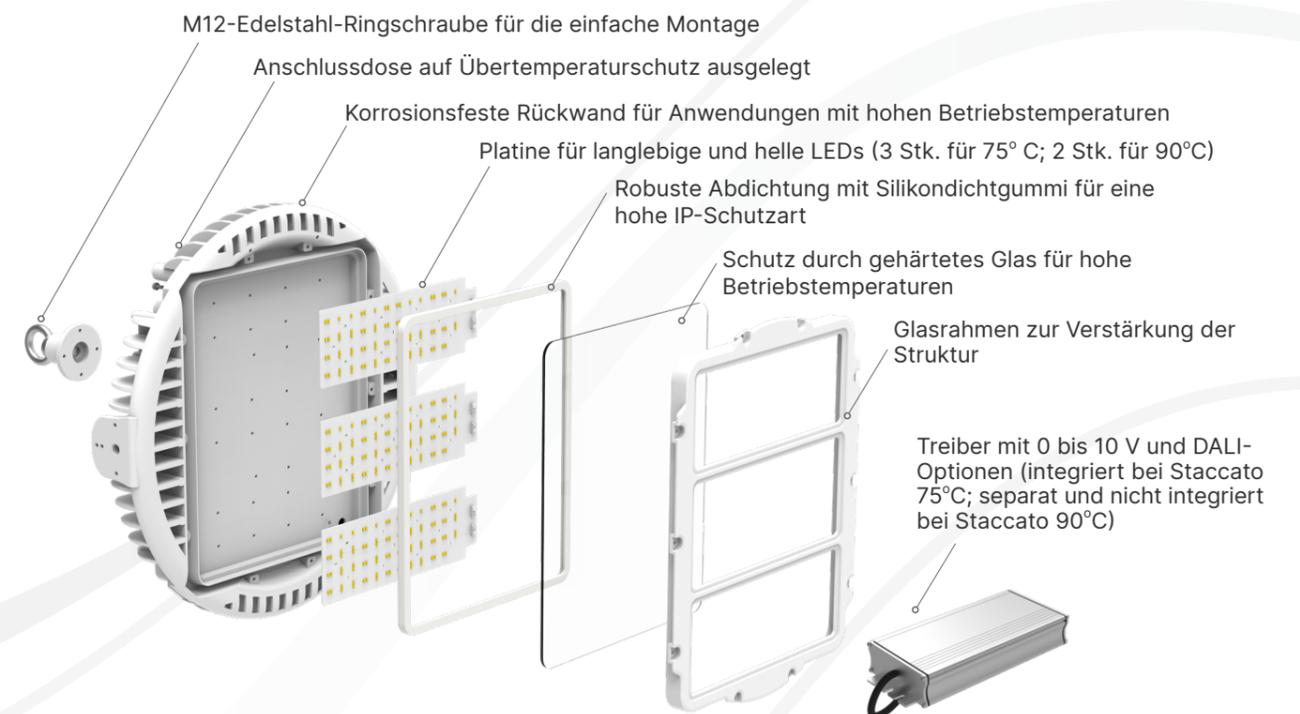 M12-Edelstahl-Ringschraube für die einfache Montage
Anschlussdose auf Übertemperaturschutz ausgelegt
Korrosionsfeste Rückwand für Anwendungen mit hohen Betriebstemperaturen
Platine für langlebige und helle LEDs (3 Stk. für 75° C; 2 Stk. für 90°C)
Robuste Abdichtung mit Silikondichtgummi für eine
hohe IP-Schutzart
Schutz durch gehärtetes Glas für hohe
Betriebstemperaturen
Glasrahmen zur Verstärkung der
Struktur
Treiber mit 0 bis 10 V und DALI-
Optionen (integriert bei Staccato
75°C; separat und nicht integriert
bei Staccato 90°C)